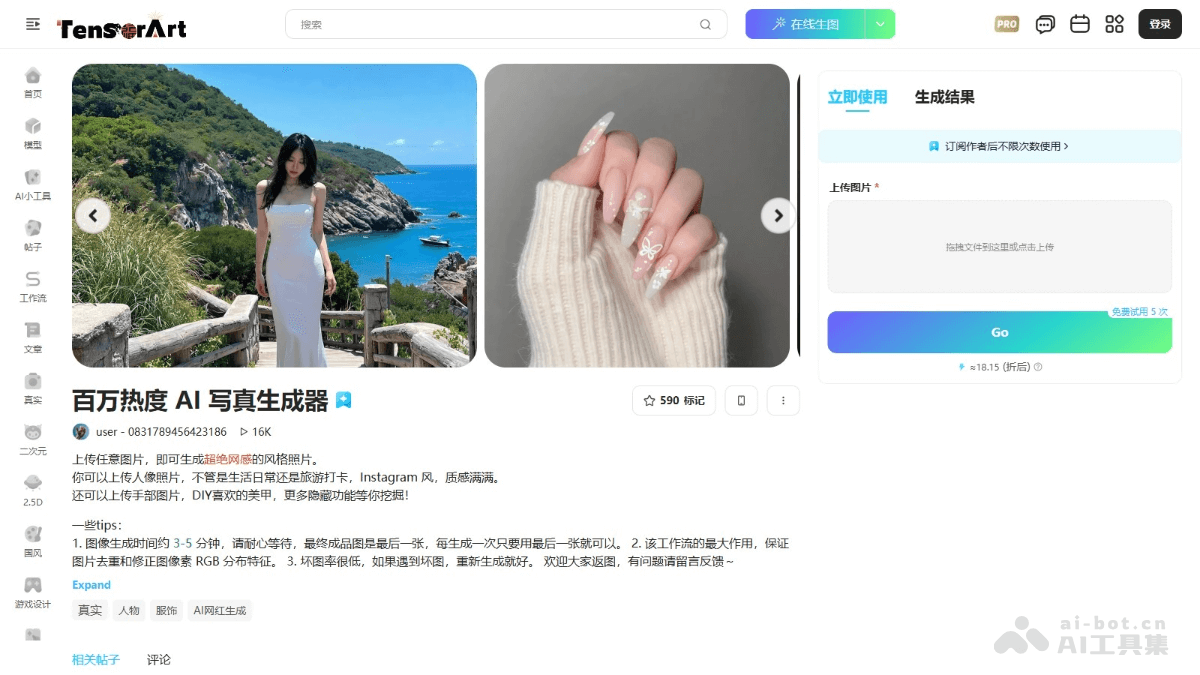 TensorArt
搜索
在线生图
PRO
登录
首页
模型
AI小工具
帖子
工作流
文章
真实
二次元
2.5D
国风
游戏设计
百万热度 AI 写真生成器
590 标记
user - 0831789456423186
16K
上传任意图片，即可生成超绝网感的风格照片。
你可以上传人像照片，不管是生活日常还是旅游打卡，Instagram 风，质感满满。
还可以上传手部图片，DIY喜欢的美甲，更多隐藏功能等你挖掘！
一些tips：
1. 图像生成时间约 3-5 分钟，请耐心等待，最终成品图是最后一张，每生成一次只要用最后一张就可以。 2. 该工作流的最大作用，保证
图片去重和修正图像素 RGB 分布特征。 3. 坏图率很低，如果遇到坏图，重新生成就好。 欢迎大家返图，有问题请留言反馈～
Expand
真实
人物
服饰
AI网红生成
相关帖子
评论
立即使用
生成结果
订阅作者后不限次数使用
上传图片 *
拖拽文件到这里或点击上传
免费试用 5 次
Go
≈18.15 (折后)
ai-bot.cn
AI工具集